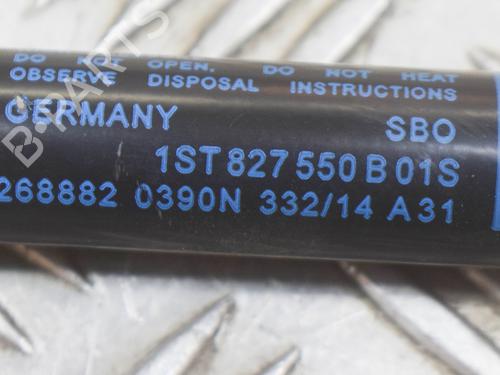 DO NOT OPEN. DO NOT HEAT
OBSERVE DISPOSAL INSTRUCTIONS
GERMANY SBO
1ST 827 550 B 01S
268882 0390N 332/14 A31
B-PARTS